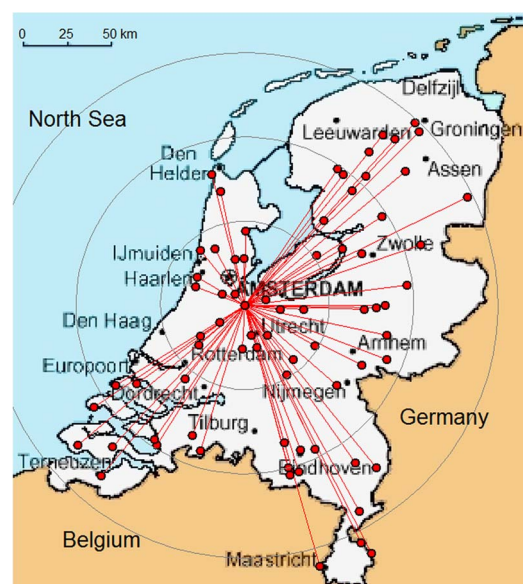 0 25 50 km
Delfzijl
North Sea
Leeuwarden
Groningen
Den
Helder
Assen
IJmuiden
Zwolle
Haarlem
AMSTERDAM
Den Haag
Utrecht
Arnhem
Europoort
Rotterdam
Dordrecht
Nijmegen
Tilburg
Germany
Terneuzen
Eindhoven
Belgium
Maastricht